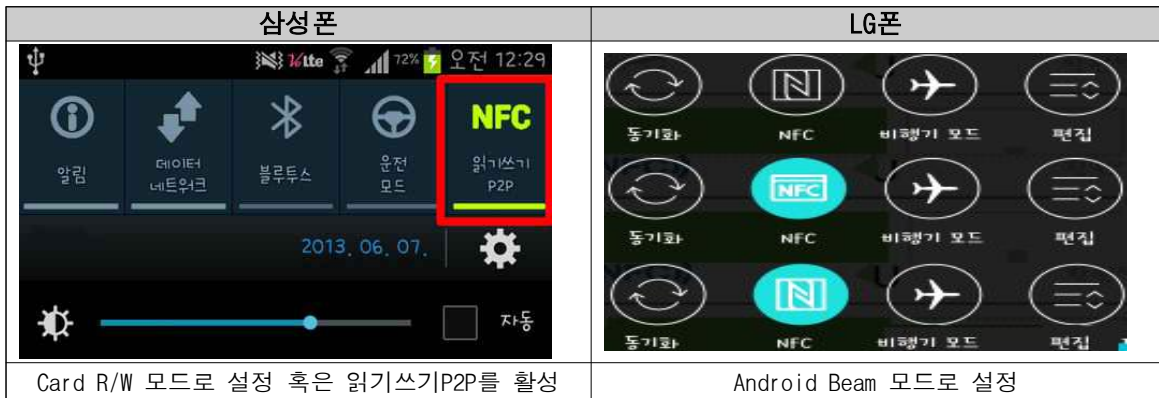 삼성폰
LG폰
Vo lte 72% 오전 12:29
NFC
알림
데이터
네트워크
블루투스
운전
모드
읽기쓰기
P2P
2013. 06. 07.
자동
동기화 NFC 비행기 모드 편집
NFC
동기화 NFC 비행기 모드 편집
동기화 NFC 비행기 모드 편집
Card R/W 모드로 설정 혹은 읽기쓰기P2P를 활성
Android Beam 모드로 설정